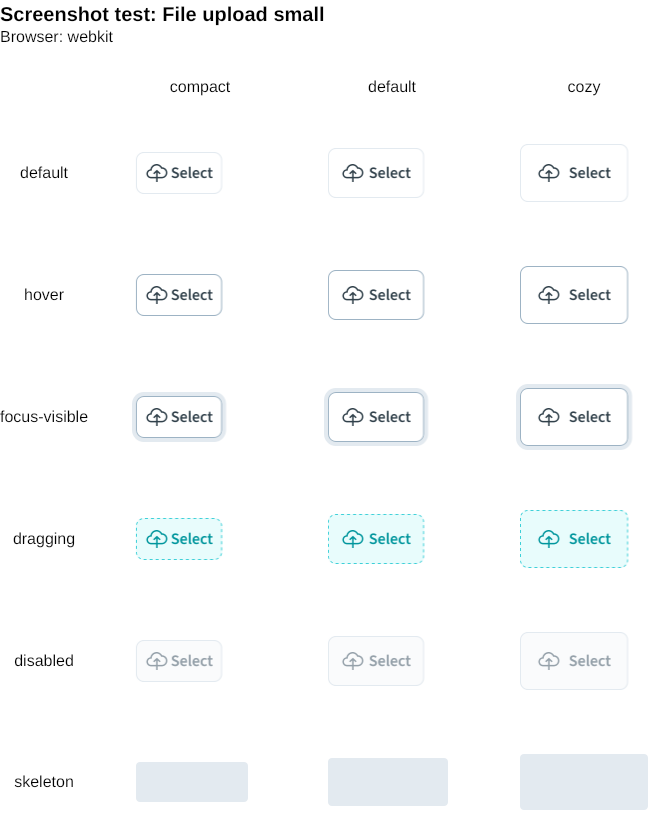 Screenshot test: File upload small
Browser: webkit
compact default cozy
default Select Select Select
hover Select Select Select
focus-visible Select Select Select
dragging Select Select Select
disabled Select Select Select
skeleton